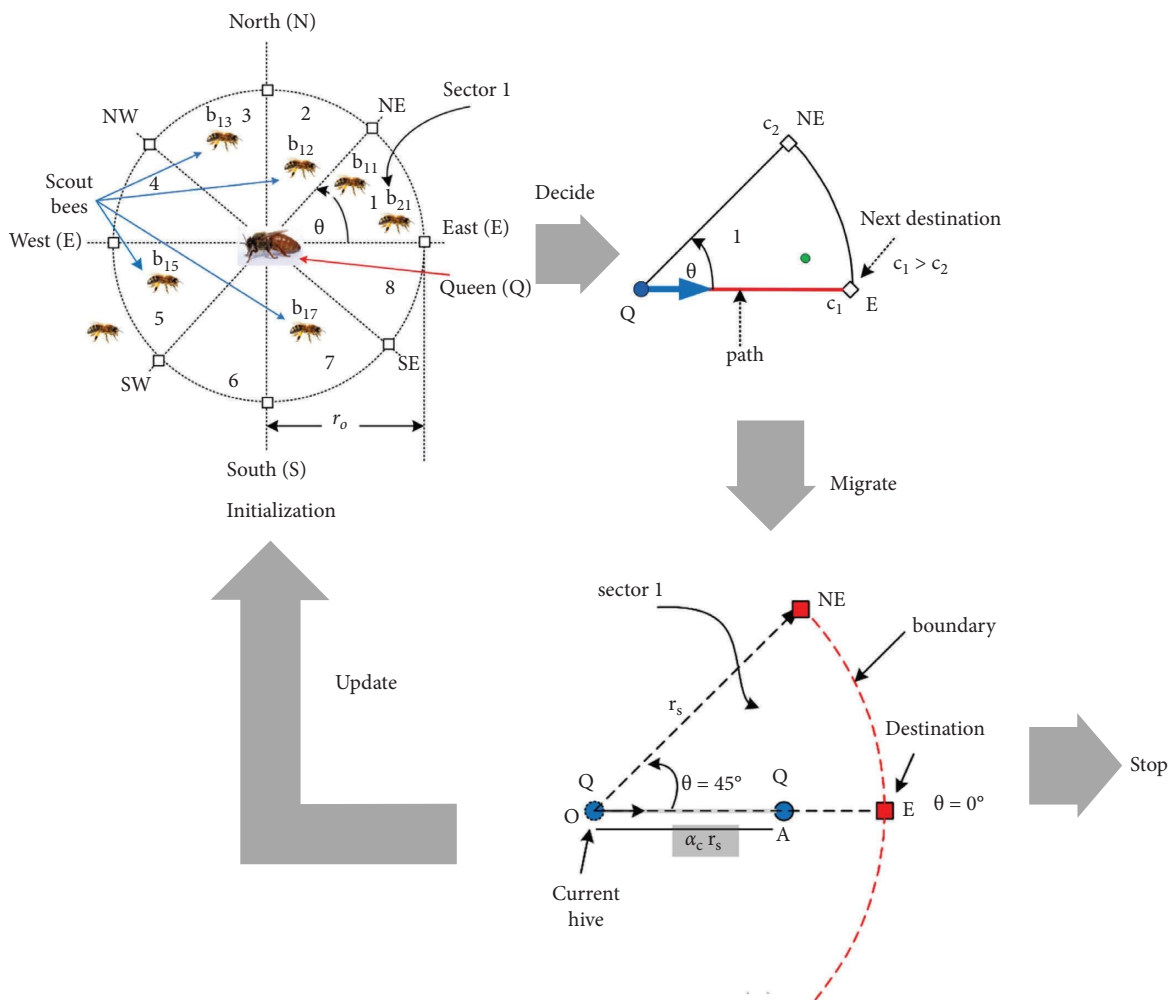 North (N)
Sector 1
NW
3
2
NE
b13
b12
b11
Scout
bees
4
1
b21
θ
West (E)
East (E)
b15
Queen (Q)
8
b17
5
7
SE
SW
6
r₀
South (S)
Initialization
Decide
c2
NE
Next destination
1
c1 > c2
θ
Q
c1
E
path
Migrate
sector 1
NE
boundary
Update
rs
Destination
Q
θ = 45°
Q
Stop
O
E
θ = 0°
A
αc rs
Current
hive